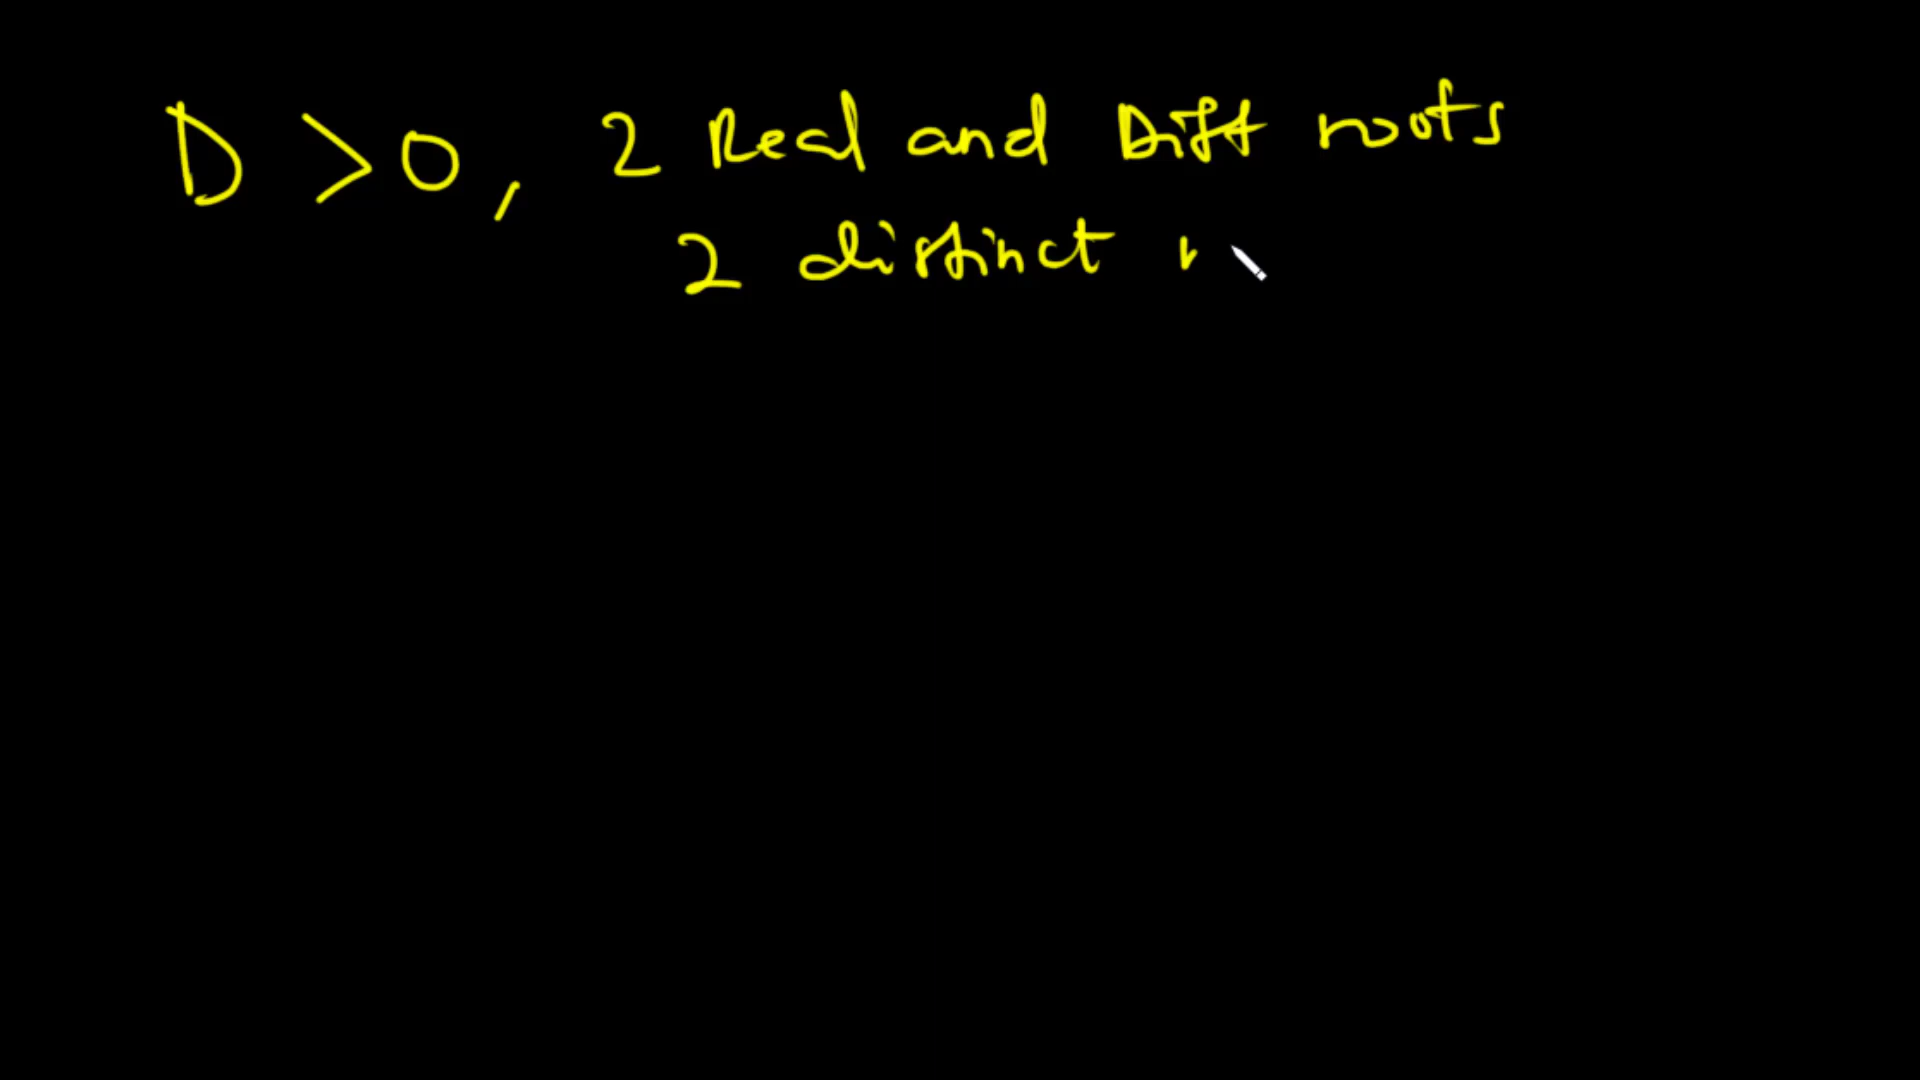 D > 0, 2 Real and Diff roots
2 distinct r